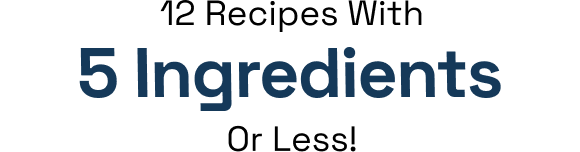 12 Recipes With
5 Ingredients
Or Less!